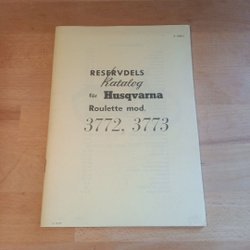 RESERVDELS
Katalog
för Husqvarna
Roulette mod.
3772, 3773